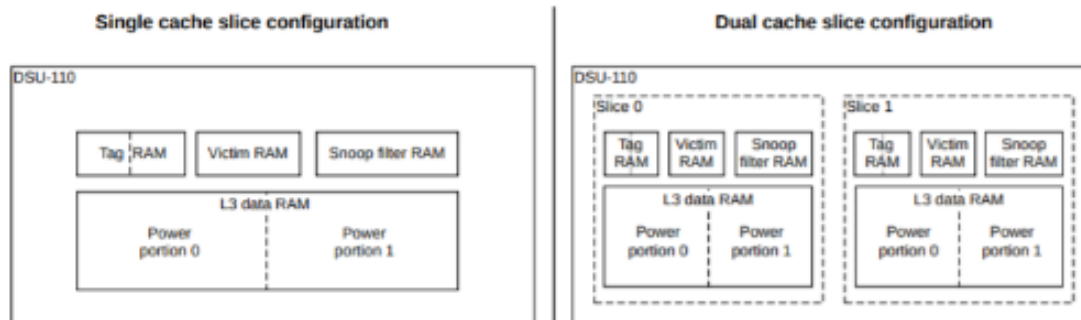 Single cache slice configuration
DSU-110
Tag RAM
Victim RAM
Snoop filter RAM
L3 data RAM
Power
portion 0
Power
portion 1
Dual cache slice configuration
DSU-110
Slice 0
Tag
RAM
Victim
RAM
Snoop
filter RAM
L3 data RAM
Power
portion 0
Power
portion 1
Slice 1
Tag
RAM
Victim
RAM
Snoop
filter RAM
L3 data RAM
Power
portion 0
Power
portion 1